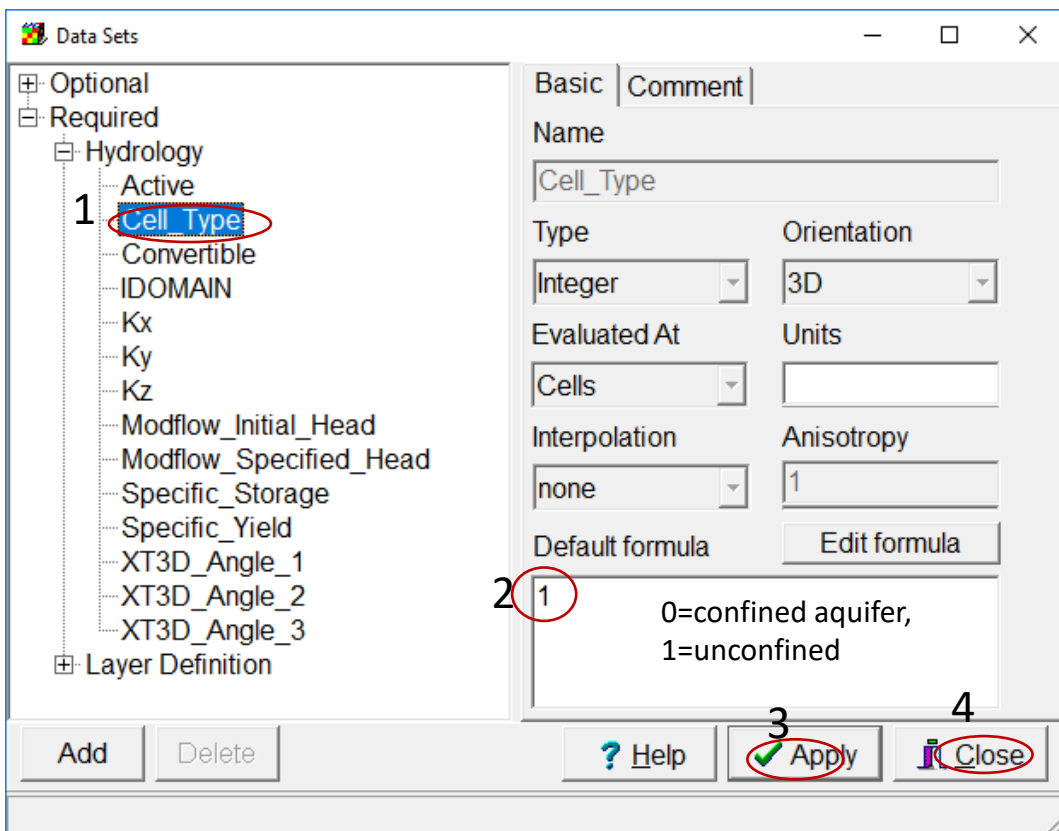 Data Sets
Optional
Required
Hydrology
Active
1 Cell_Type
Convertible
IDOMAIN
Kx
Ky
Kz
Modflow_Initial_Head
Modflow_Specified_Head
Specific_Storage
Specific_Yield
XT3D_Angle_1
XT3D_Angle_2
XT3D_Angle_3
Layer Definition
Basic Comment
Name
Cell_Type
Type Orientation
Integer 3D
Evaluated At Units
Cells
Interpolation Anisotropy
none 1
Default formula Edit formula
2 1
0=confined aquifer,
1=unconfined
3 4
Add Delete Help Apply Close